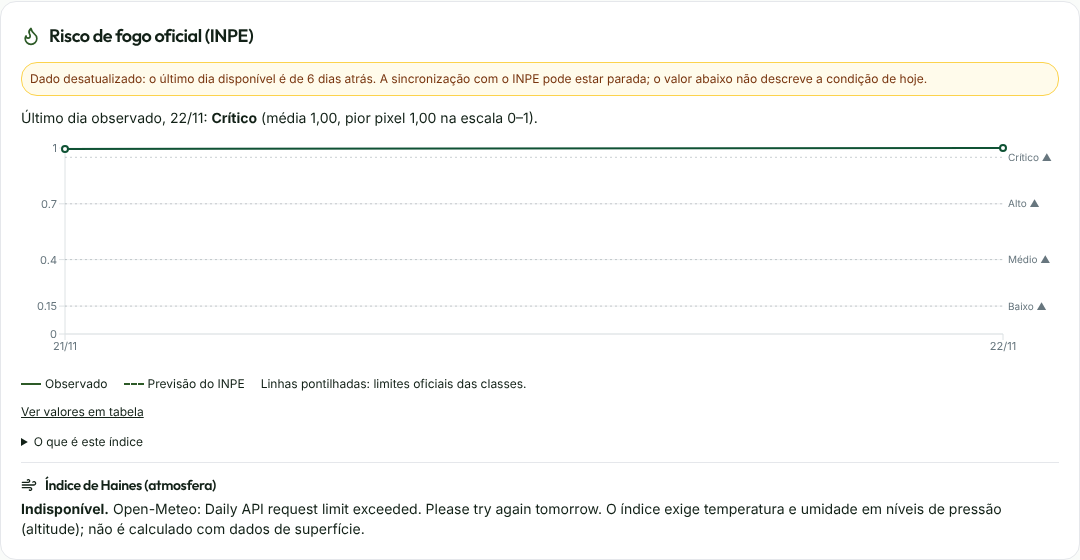 Risco de fogo oficial (INPE)
Dado desatualizado: o último dia disponível é de 6 dias atrás. A sincronização com o INPE pode estar parada; o valor abaixo não descreve a condição de hoje.
Último dia observado, 22/11: Crítico (média 1,00, pior pixel 1,00 na escala 0–1).
1
Crítico ▲
0.7
Alto ▲
0.4
Médio ▲
0.15
Baixo ▲
0
21/11
22/11
Observado
Previsão do INPE
Linhas pontilhadas: limites oficiais das classes.
Ver valores em tabela
▶ O que é este índice
Índice de Haines (atmosfera)
Indisponível. Open-Meteo: Daily API request limit exceeded. Please try again tomorrow. O índice exige temperatura e umidade em níveis de pressão
(altitude); não é calculado com dados de superfície.